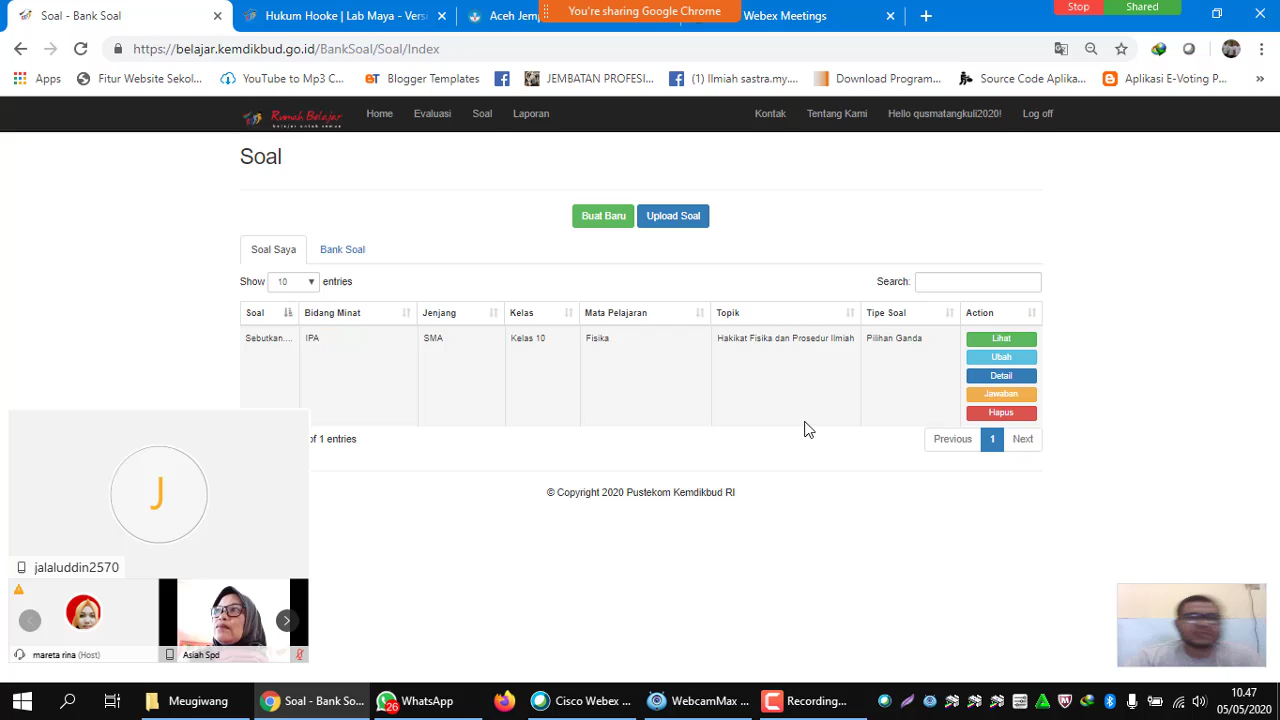 Soal - Bank Soal
Hukum Hooke | Lab Maya - Versi
Aceh Jem
You're sharing Google Chrome
Webex Meetings
Stop
Shared
https://belajar.kemdikbud.go.id/BankSoal/Soal/Index
Apps
Fitur Website Sekol...
YouTube to Mp3 C...
Blogger Templates
JEMBATAN PROFESI...
(1) Ilmiah sastra.my....
Download Program...
Source Code Aplika...
Aplikasi E-Voting P...
Rumah Belajar
belajar untuk semua
Home
Evaluasi
Soal
Laporan
Kontak
Tentang Kami
Hello qusmatangkuli2020!
Log off
Soal
Buat Baru
Upload Soal
Soal Saya
Bank Soal
Show 10 entries
Search:
Soal
Bidang Minat
Jenjang
Kelas
Mata Pelajaran
Topik
Tipe Soal
Action
Sebutkan....
IPA
SMA
Kelas 10
Fisika
Hakikat Fisika dan Prosedur Ilmiah
Pilihan Ganda
Lihat
Ubah
Detail
Jawaban
Hapus
of 1 entries
Previous
1
Next
© Copyright 2020 Pustekom Kemdikbud RI
J
jalaluddin2570
mareta rina (Host)
Asiah Spd
Meugiwang
Soal - Bank So...
26
WhatsApp
Cisco Webex ...
WebcamMax ...
Recording...
10.47
05/05/2020